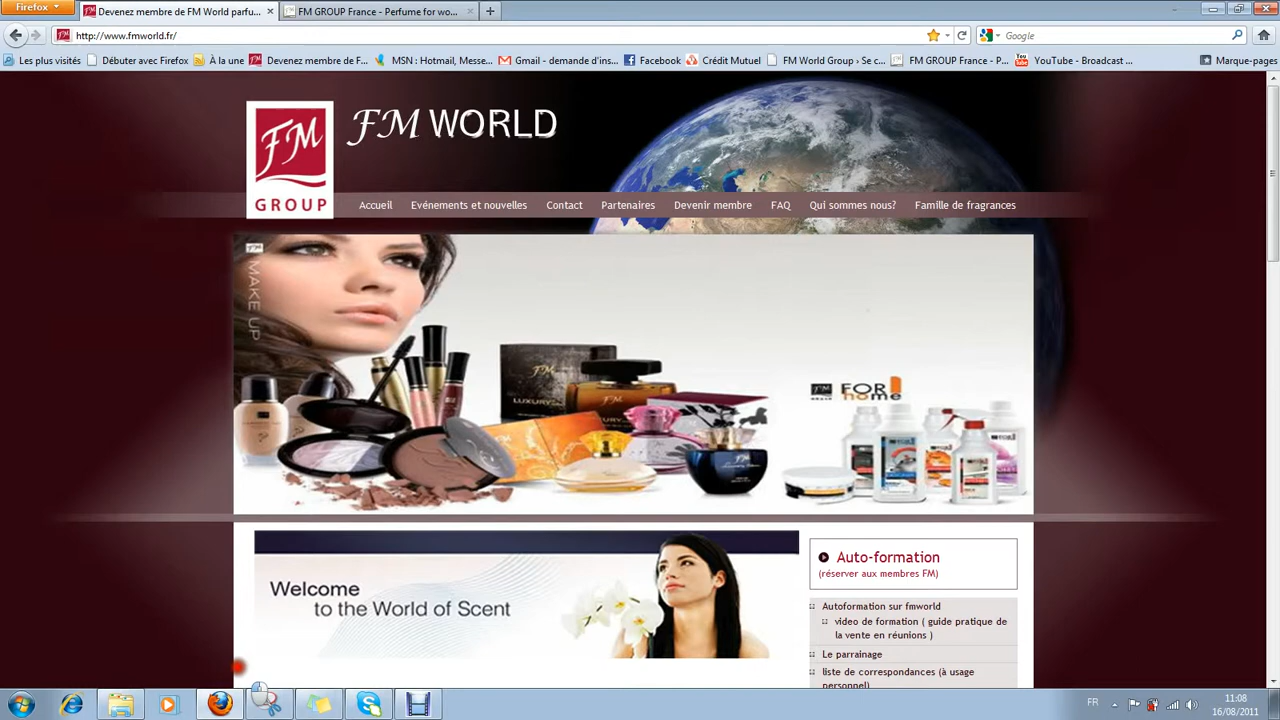 Firefox
Devenez membre de FM World parfu...
FM GROUP France - Perfume for wo...
http://www.fmworld.fr/
Google
Les plus visités
Débuter avec Firefox
À la une
Devenez membre de F...
MSN : Hotmail, Messe...
Gmail - demande d'ins...
Facebook
Crédit Mutuel
FM World Group › Se c...
FM GROUP France - P...
YouTube - Broadcast ...
Marque-pages
FM
GROUP
FM WORLD
Accueil
Evénements et nouvelles
Contact
Partenaires
Devenir membre
FAQ
Qui sommes nous?
Famille de fragrances
MAKE UP
FOR
home
Welcome
to the World of Scent
Auto-formation
(réserver aux membres FM)
Autoformation sur fmworld
video de formation ( guide pratique de
la vente en réunions )
Le parrainage
liste de correspondances (à usage
personnel)
FR
11:08
16/08/2011